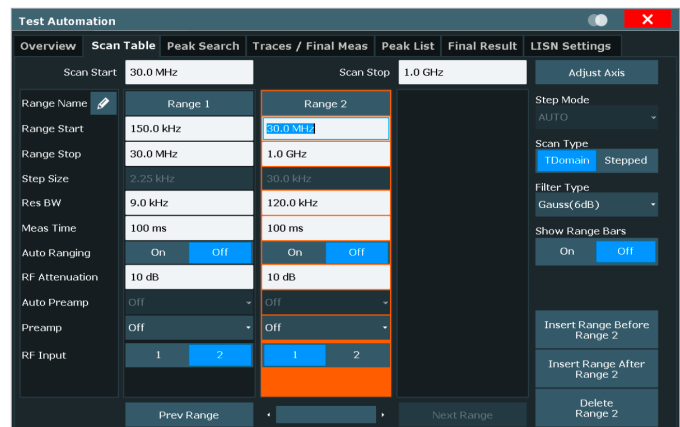 Test Automation
Overview Scan Table Peak Search Traces / Final Meas Peak List Final Result LISN Settings
Scan Start 30.0 MHz Scan Stop 1.0 GHz Adjust Axis
Range Name Range 1 Range 2
Step Mode
AUTO
Range Start 150.0 kHz 30.0 MHz
Range Stop 30.0 MHz 1.0 GHz
Scan Type
TDomain Stepped
Step Size 2.25 kHz 30.0 kHz
Filter Type
Gauss(6dB)
Res BW 9.0 kHz 120.0 kHz
Meas Time 100 ms 100 ms
Show Range Bars
On Off
Auto Ranging On Off On Off
RF Attenuation 10 dB 10 dB
Auto Preamp Off Off
Preamp Off Off
Insert Range Before
Range 2
RF Input 1 2 1 2
Insert Range After
Range 2
Prev Range Next Range
Delete
Range 2